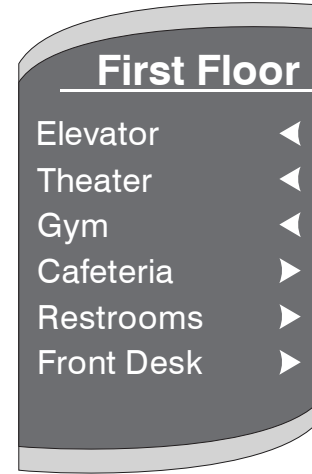 First Floor
Elevator
Theater
Gym
Cafeteria
Restrooms
Front Desk